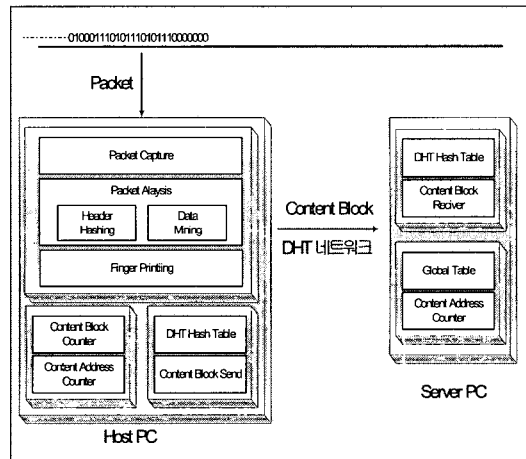 010001110101110101110000000
Packet
Packet Capture
Packet Alaysis
Header
Hashing
Data
Mining
Finger Printiing
Content Block
Counter
Content Address
Counter
DHT Hash Table
Content Block Send
Host PC
Content Block
DHT 네트워크
DHT Hash Table
Content Block
Reciver
Global Table
Content Address
Counter
Server PC